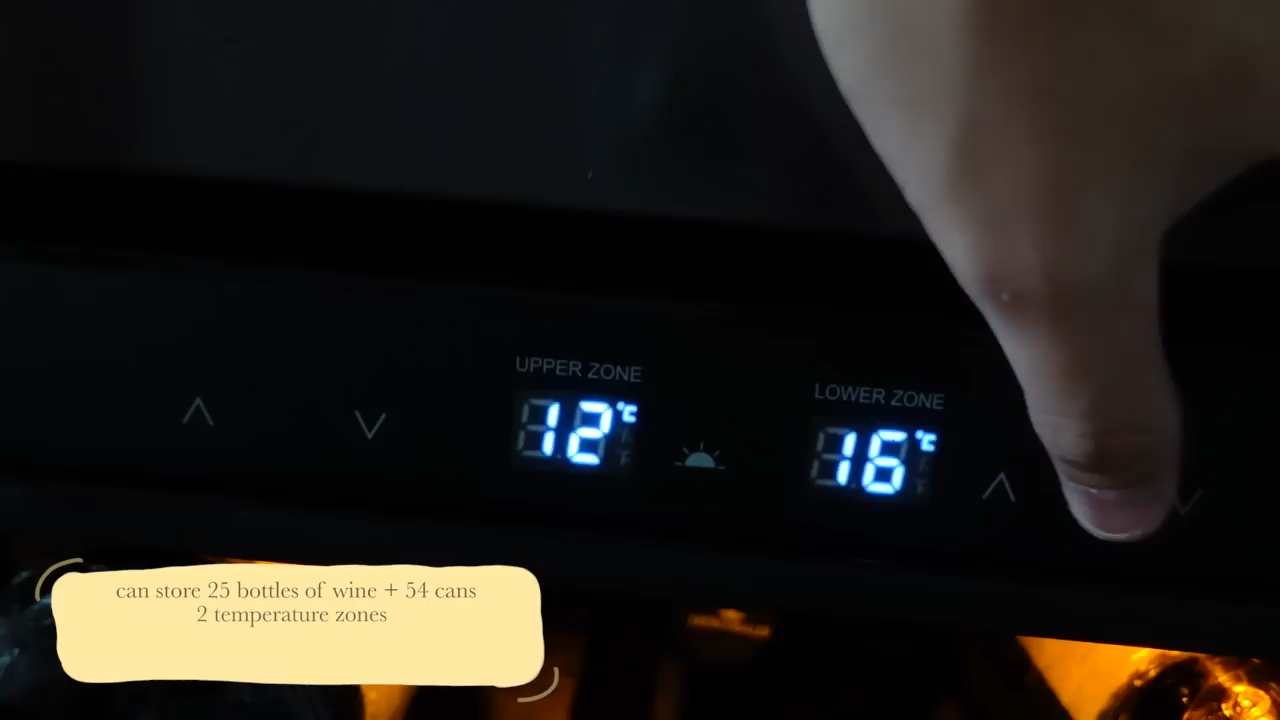 UPPER ZONE
12°C
LOWER ZONE
16°C
can store 25 bottles of wine + 54 cans
2 temperature zones